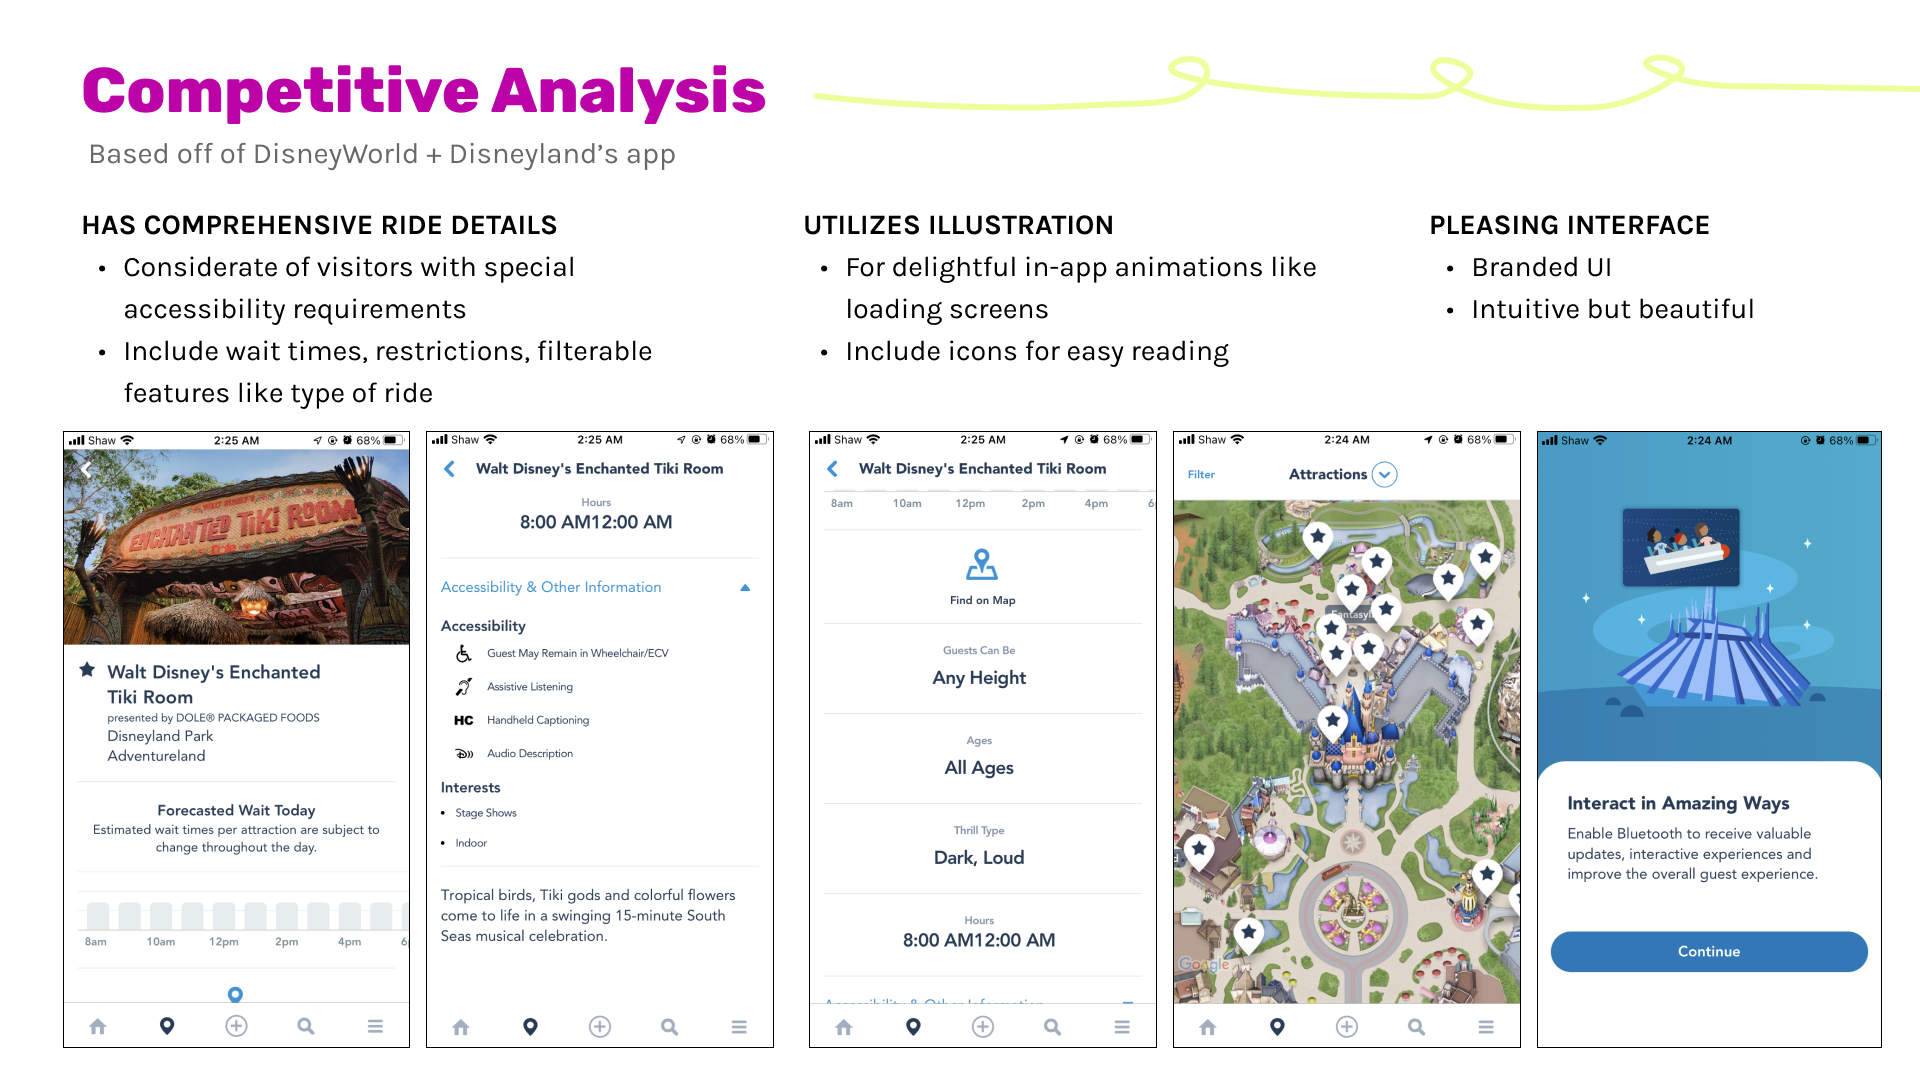 Competitive Analysis
Based off of DisneyWorld + Disneyland’s app
HAS COMPREHENSIVE RIDE DETAILS
• Considerate of visitors with special
accessibility requirements
• Include wait times, restrictions, filterable
features like type of ride
UTILIZES ILLUSTRATION
• For delightful in-app animations like
loading screens
• Include icons for easy reading
PLEASING INTERFACE
• Branded UI
• Intuitive but beautiful
Shaw 2:25 AM 68%
ENCHANTED TIKI ROOM
Walt Disney's Enchanted
Tiki Room
presented by DOLE® PACKAGED FOODS
Disneyland Park
Adventureland
Forecasted Wait Today
Estimated wait times per attraction are subject to
change throughout the day.
8am 10am 12pm 2pm 4pm 6
Shaw 2:25 AM 68%
Walt Disney's Enchanted Tiki Room
Hours
8:00 AM12:00 AM
Accessibility & Other Information
Accessibility
Guest May Remain in Wheelchair/ECV
Assistive Listening
HC Handheld Captioning
Audio Description
Interests
• Stage Shows
• Indoor
Tropical birds, Tiki gods and colorful flowers
come to life in a swinging 15-minute South
Seas musical celebration.
Shaw 2:25 AM 68%
Walt Disney's Enchanted Tiki Room
8am 10am 12pm 2pm 4pm 6
Find on Map
Guests Can Be
Any Height
Ages
All Ages
Thrill Type
Dark, Loud
Hours
8:00 AM12:00 AM
Accessibility & Other Information
Shaw 2:24 AM 68%
Filter Attractions
Fantasyl
Google
Shaw 2:24 AM 68%
Interact in Amazing Ways
Enable Bluetooth to receive valuable
updates, interactive experiences and
improve the overall guest experience.
Continue